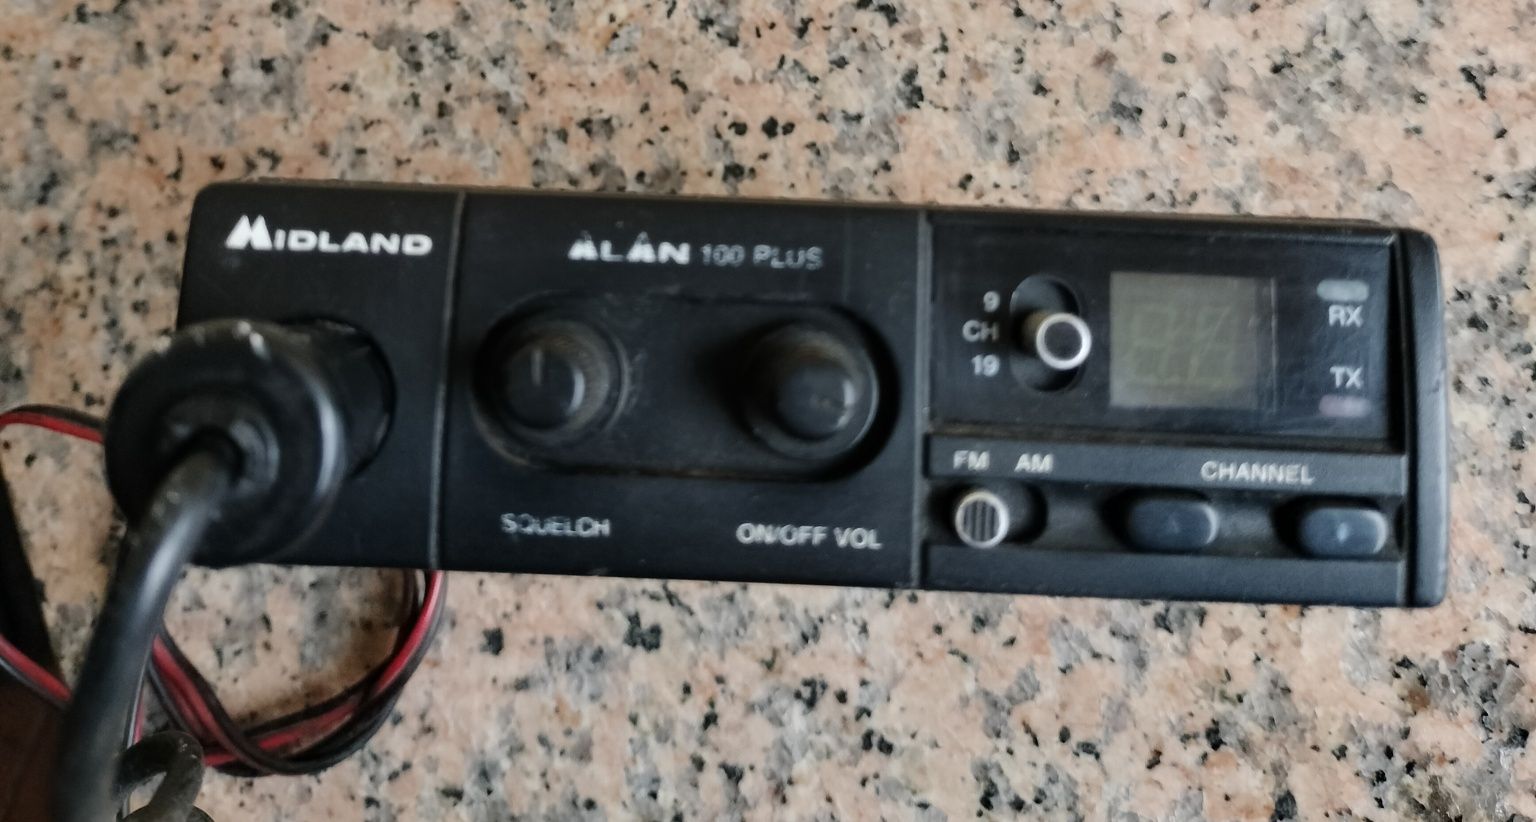 MIDLAND
ALAN 100 PLUS
SQUELCH
ON/OFF VOL
9
CH
19
RX
TX
FM AM
CHANNEL